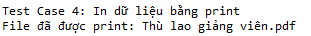 Test Case 4: In dữ liệu bằng print
File đã được print: Thù lao giảng viên.pdf